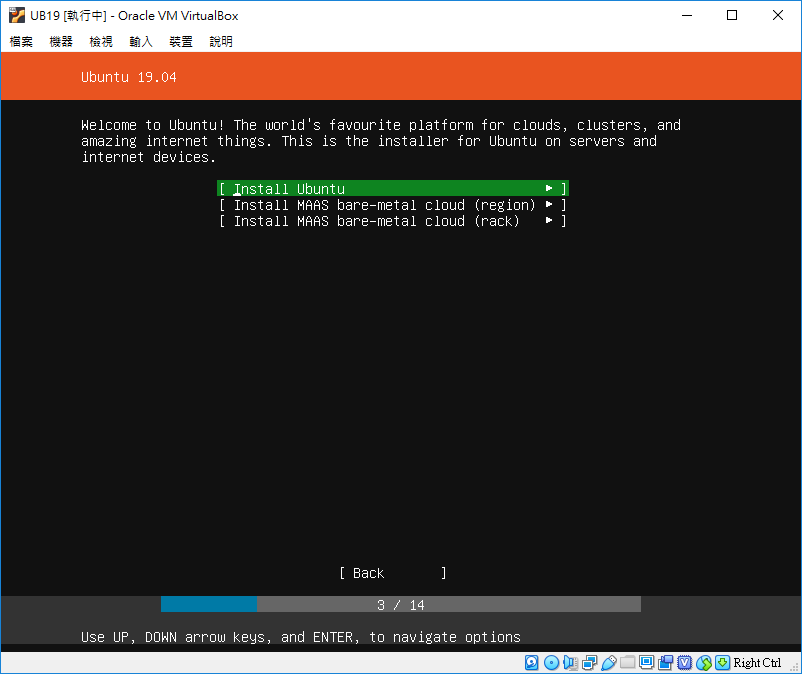 UB19 [執行中] - Oracle VM VirtualBox
檔案 機器 檢視 輸入 裝置 說明
Ubuntu 19.04
Welcome to Ubuntu! The world's favourite platform for clouds, clusters, and
amazing internet things. This is the installer for Ubuntu on servers and
internet devices.
[ Install Ubuntu ▸ ]
[ Install MAAS bare-metal cloud (region) ▸ ]
[ Install MAAS bare-metal cloud (rack) ▸ ]
[ Back ]
3 / 14
Use UP, DOWN arrow keys, and ENTER, to navigate options
Right Ctrl